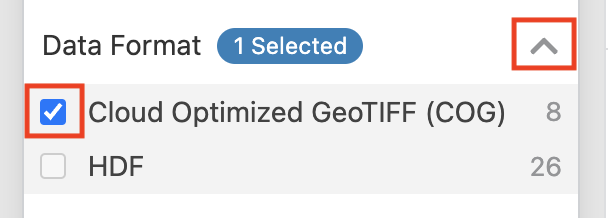 Data Format 1 Selected
Cloud Optimized GeoTIFF (COG) 8
HDF 26